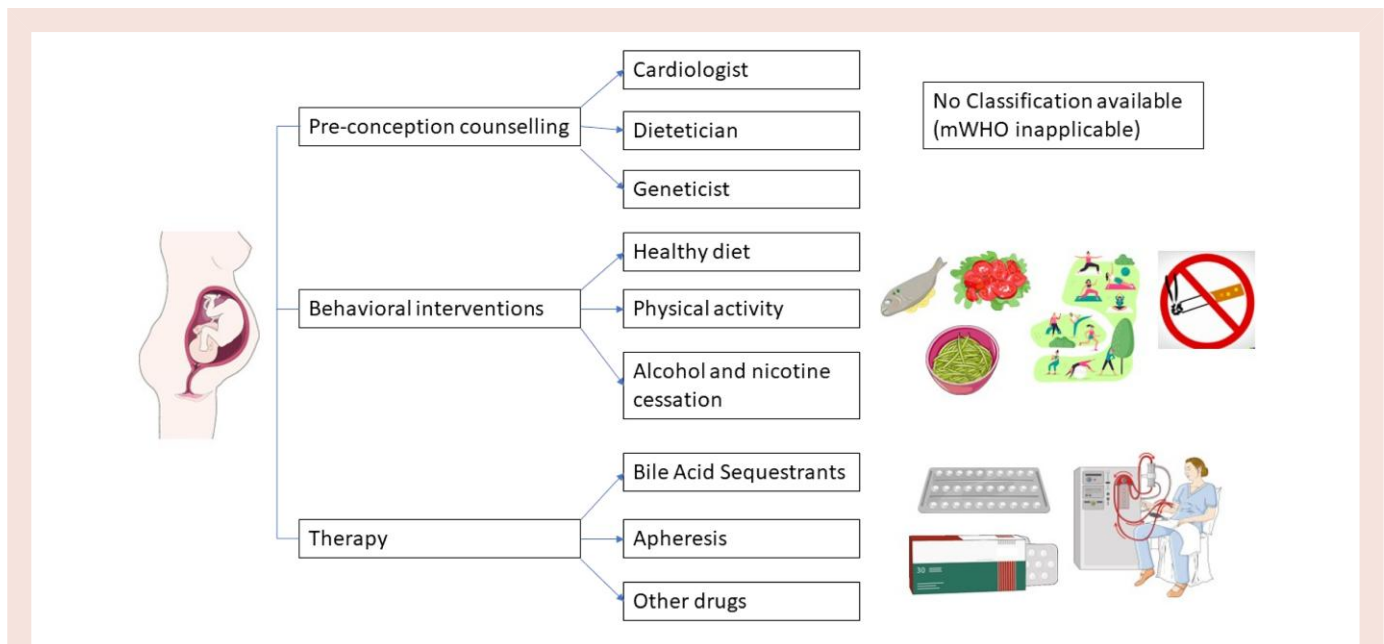 Cardiologist
No Classification available
(mWHO inapplicable)
Pre-conception counselling
Dietetician
Geneticist
Healthy diet
Behavioral interventions
Physical activity
Alcohol and nicotine
cessation
Bile Acid Sequestrants
Therapy
Apheresis
Other drugs
30